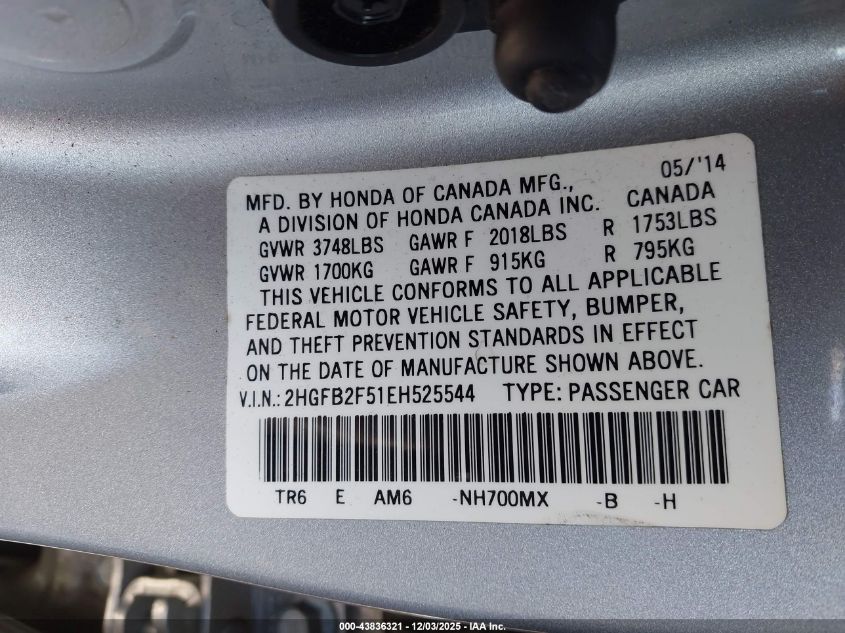 05/'14
MFD. BY HONDA OF CANADA MFG.,
A DIVISION OF HONDA CANADA INC. CANADA
GVWR 3748LBS GAWR F 2018LBS R 1753LBS
GVWR 1700KG GAWR F 915KG R 795KG
THIS VEHICLE CONFORMS TO ALL APPLICABLE
FEDERAL MOTOR VEHICLE SAFETY, BUMPER,
AND THEFT PREVENTION STANDARDS IN EFFECT
ON THE DATE OF MANUFACTURE SHOWN ABOVE.
V.I.N.: 2HGFB2F51EH525544 TYPE: PASSENGER CAR
TR6 E AM6 -NH700MX -B -H
000-43836321 - 12/03/2025 - IAA Inc.